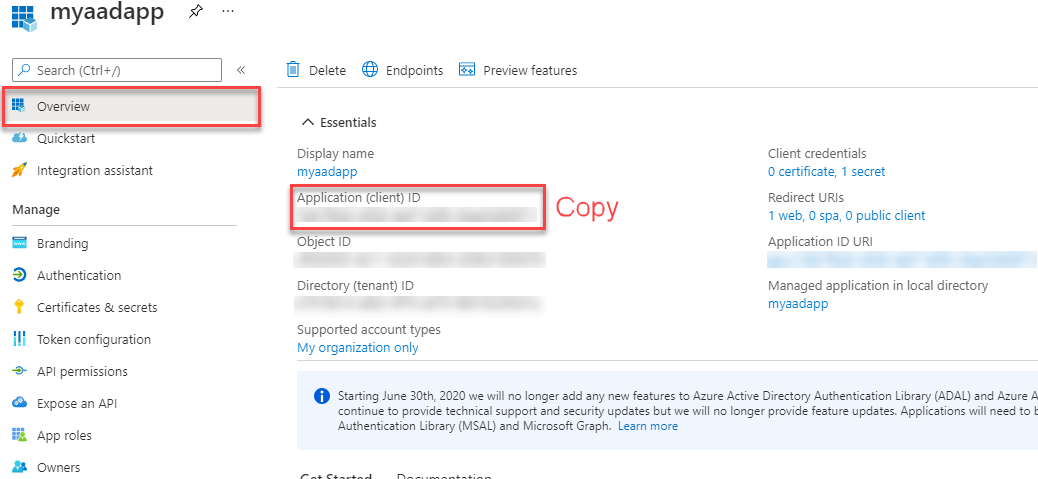 myaadapp
Search (Ctrl+/)
Overview
Quickstart
Integration assistant
Manage
Branding
Authentication
Certificates & secrets
Token configuration
API permissions
Expose an API
App roles
Owners
Delete
Endpoints
Preview features
Essentials
Display name
myaadapp
Application (client) ID
Copy
Object ID
Directory (tenant) ID
Supported account types
My organization only
Client credentials
0 certificate, 1 secret
Redirect URIs
1 web, 0 spa, 0 public client
Application ID URI
Managed application in local directory
myaadapp
Starting June 30th, 2020 we will no longer add any new features to Azure Active Directory Authentication Library (ADAL) and Azure A
continue to provide technical support and security updates but we will no longer provide feature updates. Applications will need to b
Authentication Library (MSAL) and Microsoft Graph. Learn more
Get Started
Documentation